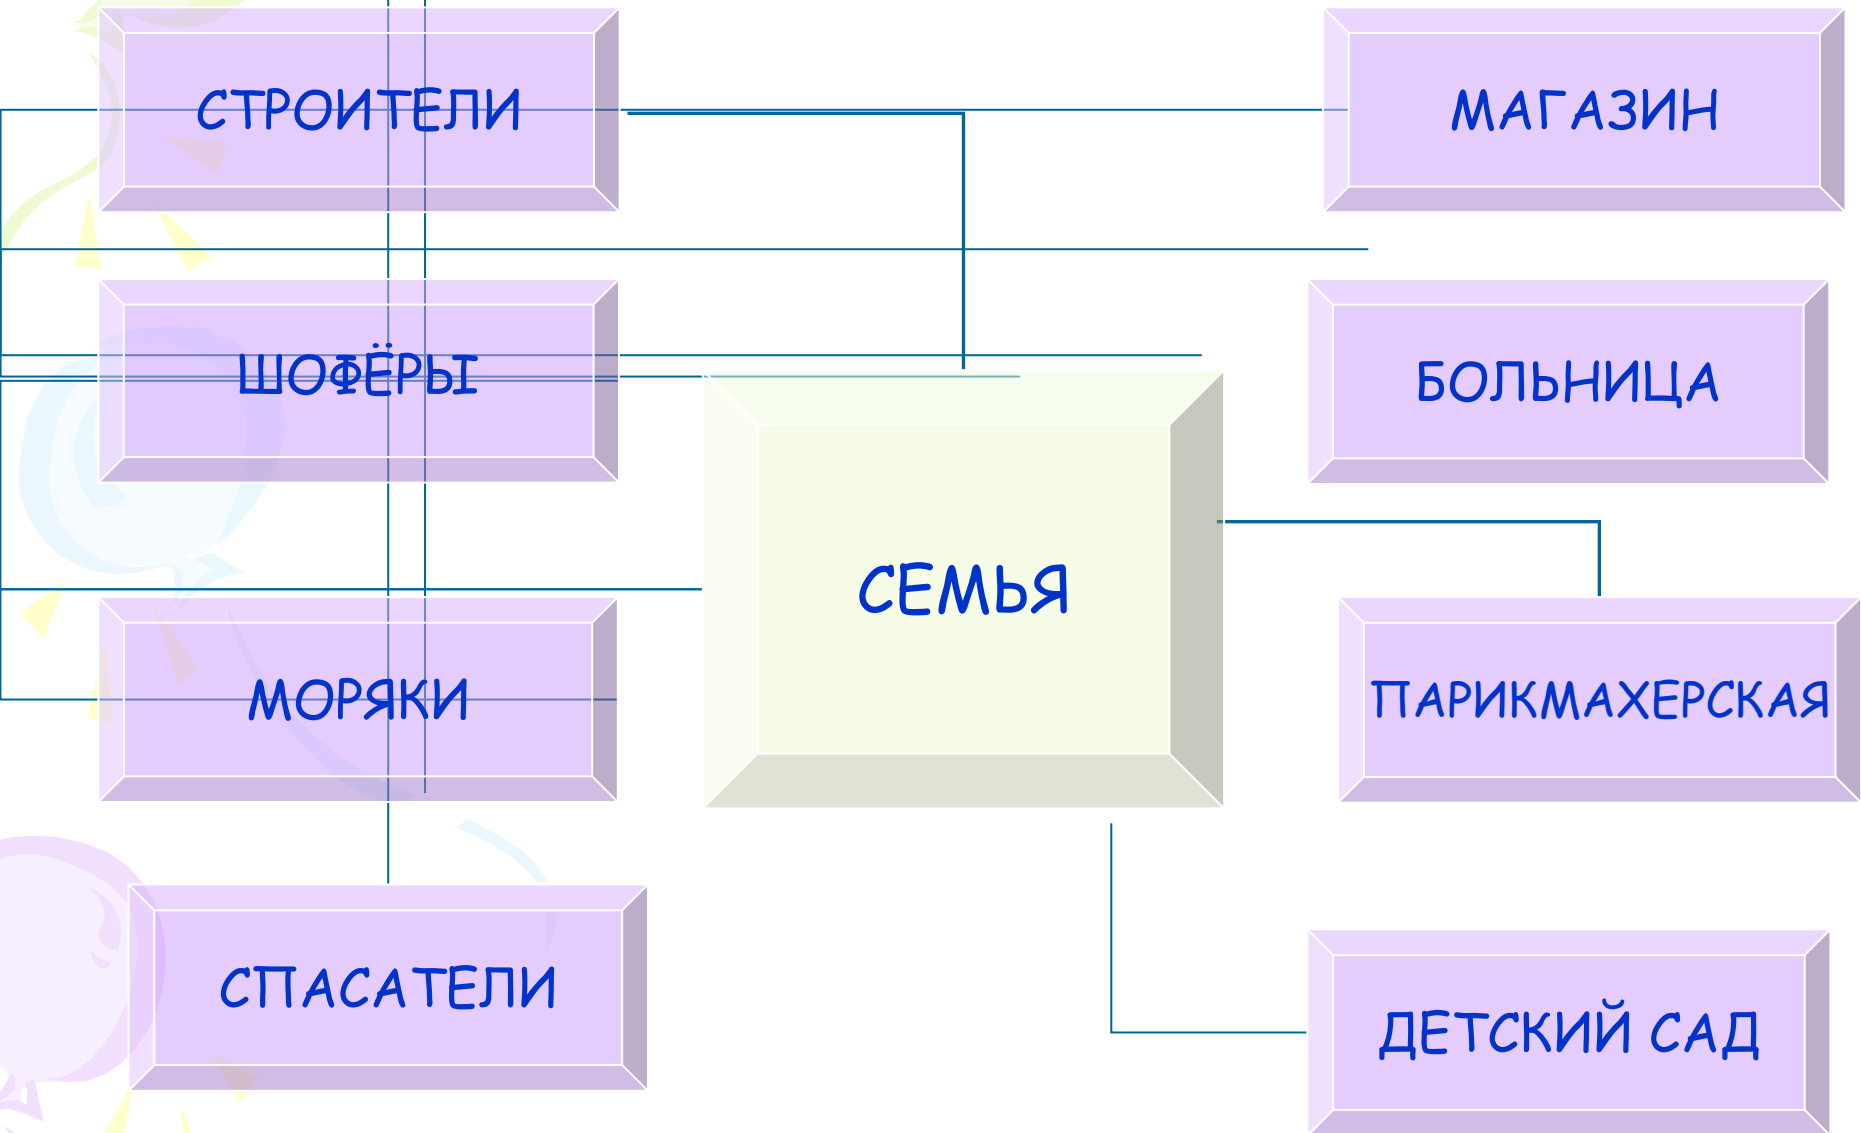 СТРОИТЕЛИ
МАГАЗИН
ШОФЁРЫ
БОЛЬНИЦА
СЕМЬЯ
МОРЯКИ
ПАРИКМАХЕРСКАЯ
СПАСАТЕЛИ
ДЕТСКИЙ САД